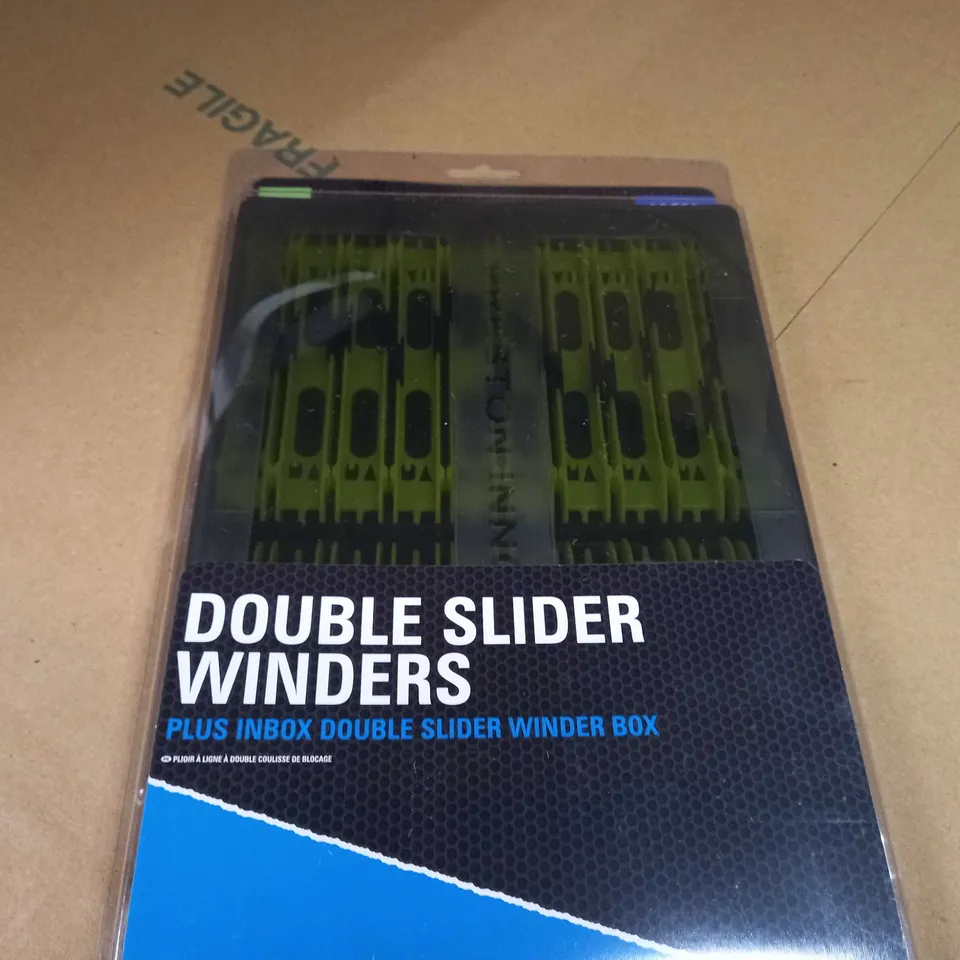 FRAGILE
DOUBLE SLIDER
WINDERS
PLUS INBOX DOUBLE SLIDER WINDER BOX
PLIOIR À LIGNE À DOUBLE COULISSE DE BLOCAGE